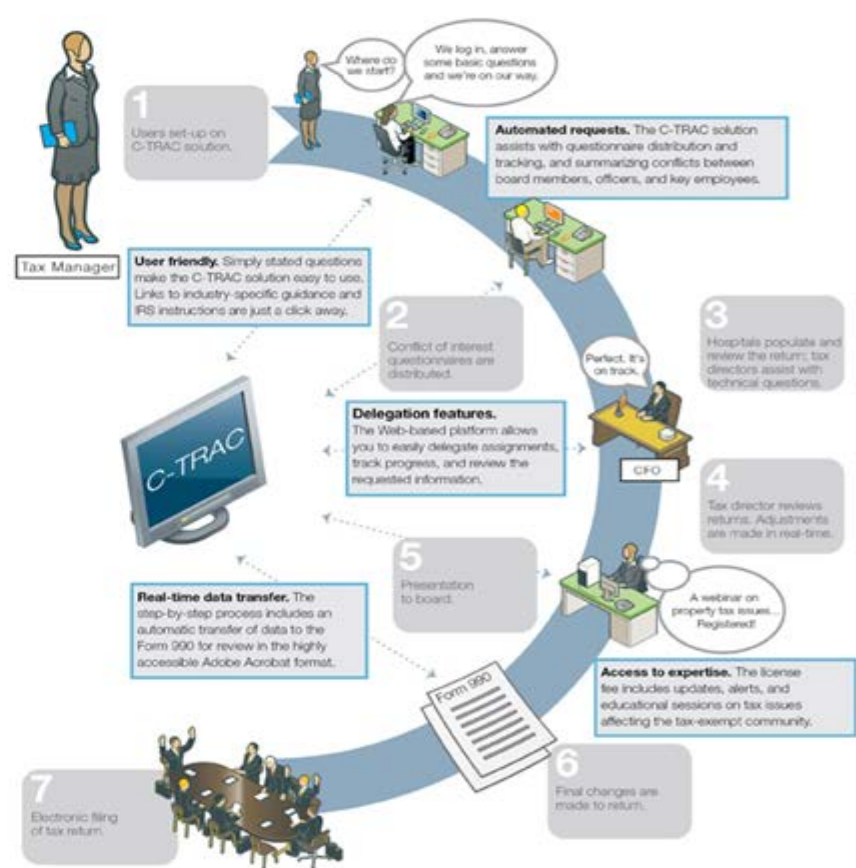 Where do
we start?
We log in, answer
some basic questions
and we're on our way.
1
Users set-up on
C-TRAC solution.
Automated requests. The C-TRAC solution
assists with questionnaire distribution and
tracking, and summarizing conflicts between
board members, officers, and key employees.
Tax Manager
User friendly. Simply stated questions
make the C-TRAC solution easy to use.
Links to industry-specific guidance and
IRS instructions are just a click away.
2
Conflict of interest
questionnaires are
distributed.
3
Hospitals populate and
review the return; tax
directors assist with
technical questions.
Perfect. It's
on track.
CFO
C-TRAC
Delegation features.
The Web-based platform allows
you to easily delegate assignments,
track progress, and review the
requested information.
4
Tax director reviews
returns. Adjustments
are made in real-time.
5
Presentation
to board.
A webinar on
property tax issues...
Registered!
Real-time data transfer. The
step-by-step process includes an
automatic transfer of data to the
Form 990 for review in the highly
accessible Adobe Acrobat format.
Access to expertise. The license
fee includes updates, alerts, and
educational sessions on tax issues
affecting the tax-exempt community.
Form 990
6
Final changes are
made to return.
7
Electronic filing
of tax return.